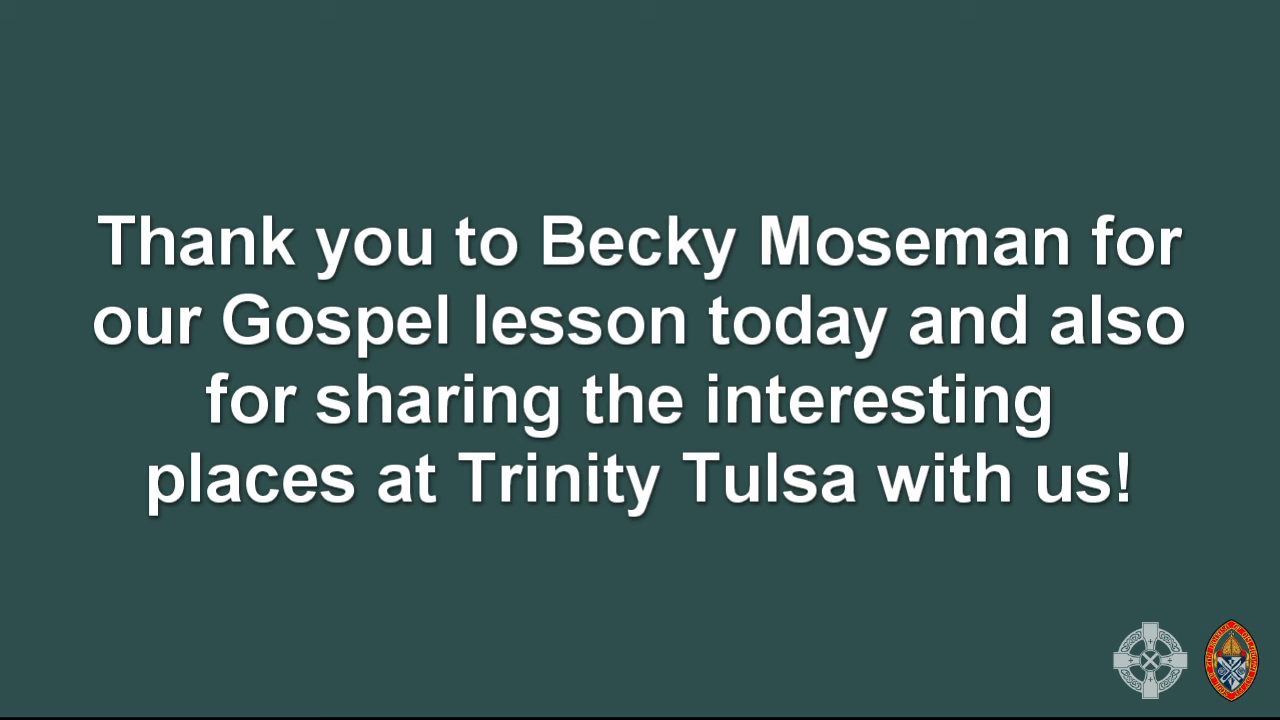 Thank you to Becky Moseman for
our Gospel lesson today and also
for sharing the interesting
places at Trinity Tulsa with us!